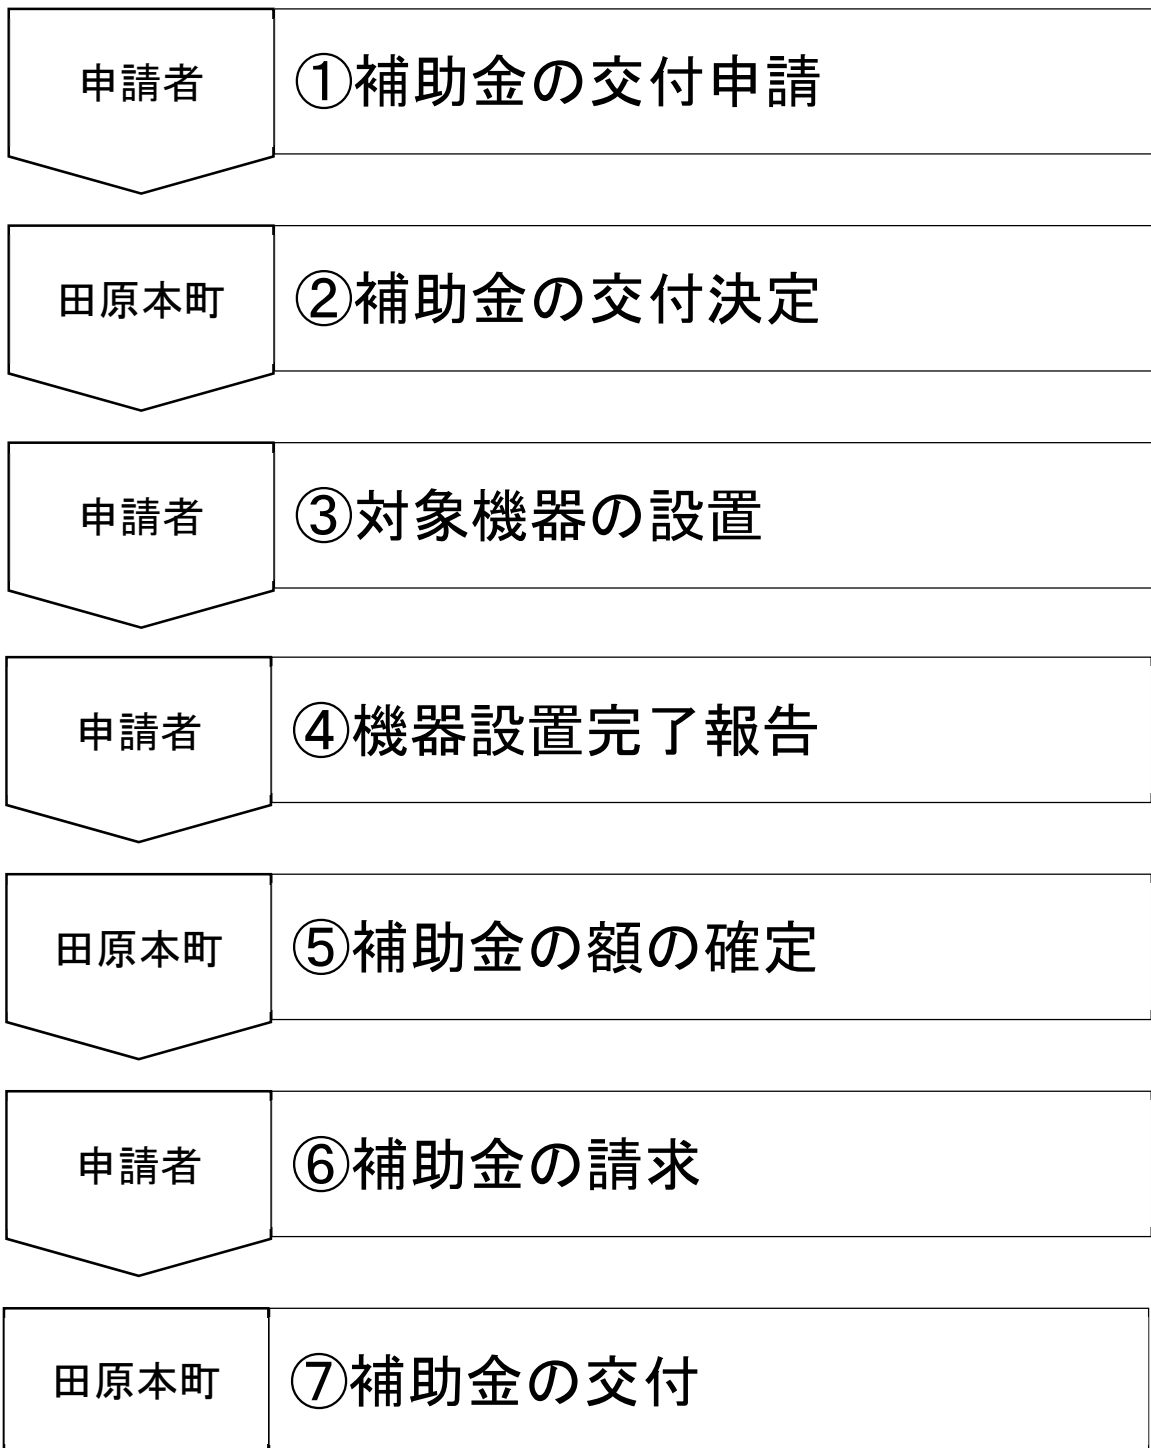 申請者
①補助金の交付申請
田原本町
②補助金の交付決定
申請者
③対象機器の設置
申請者
④機器設置完了報告
田原本町
⑤補助金の額の確定
申請者
⑥補助金の請求
田原本町
⑦補助金の交付